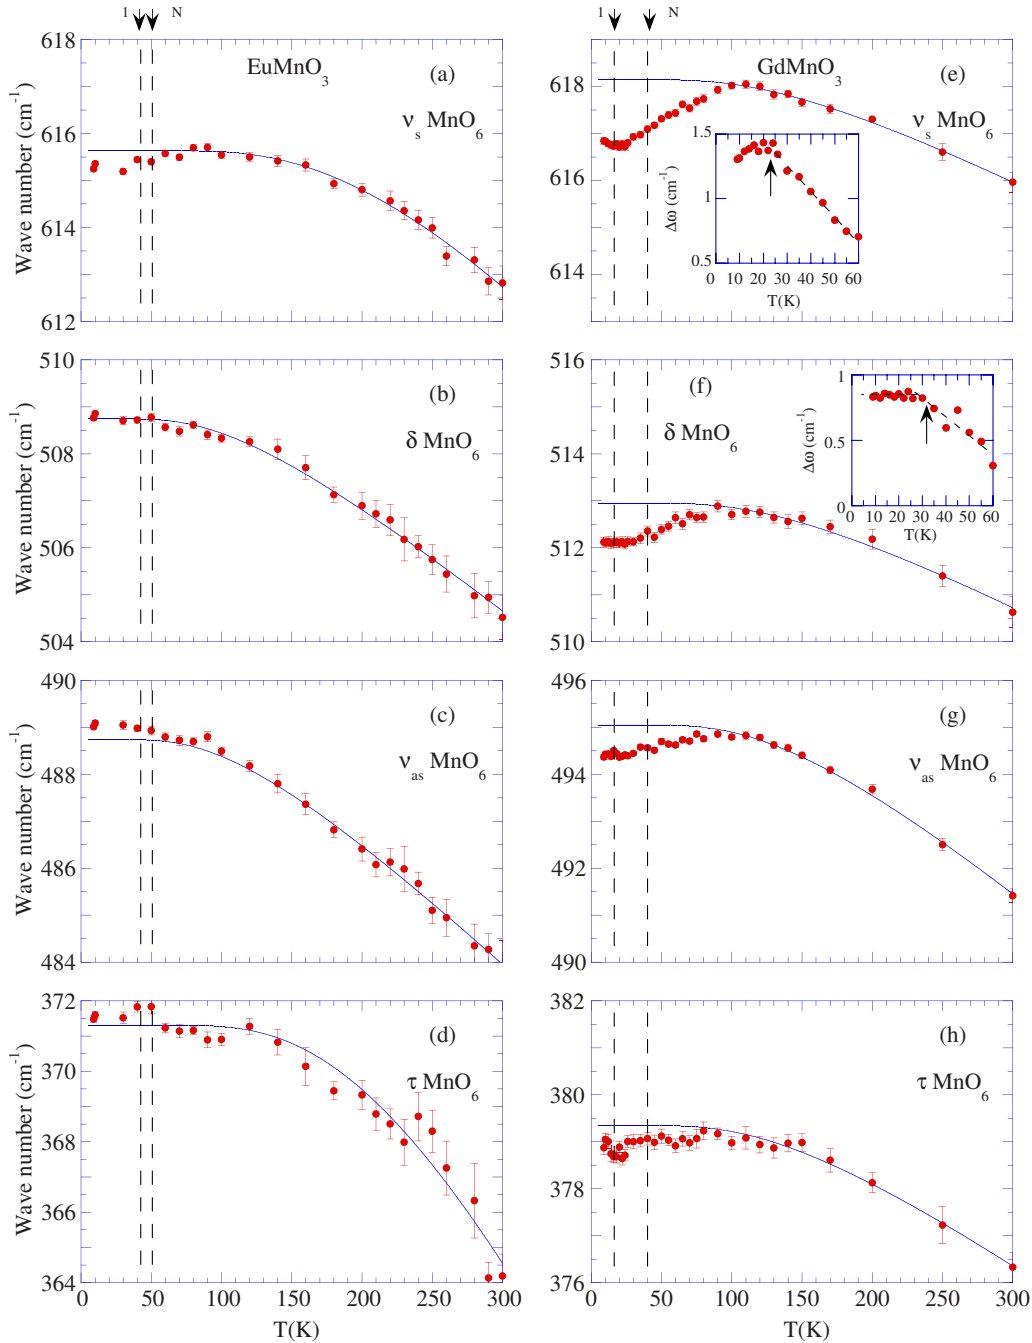 1 N 1 N
EuMnO3
(a)
νs MnO6
Wave number (cm-1)
618
616
614
612
GdMnO3
(e)
νs MnO6
618
616
614
Δω (cm-1)
1.5
1
0.5
0 10 20 30 40 50 60
T(K)
(b)
δ MnO6
Wave number (cm-1)
510
508
506
504
(f)
δ MnO6
516
514
512
510
Δω (cm-1)
1
0.5
0
0 10 20 30 40 50 60
T(K)
(c)
νas MnO6
Wave number (cm-1)
490
488
486
484
(g)
νas MnO6
496
494
492
490
(d)
τ MnO6
Wave number (cm-1)
372
370
368
366
364
0 50 100 150 200 250 300
T(K)
(h)
τ MnO6
382
380
378
376
0 50 100 150 200 250 300
T(K)